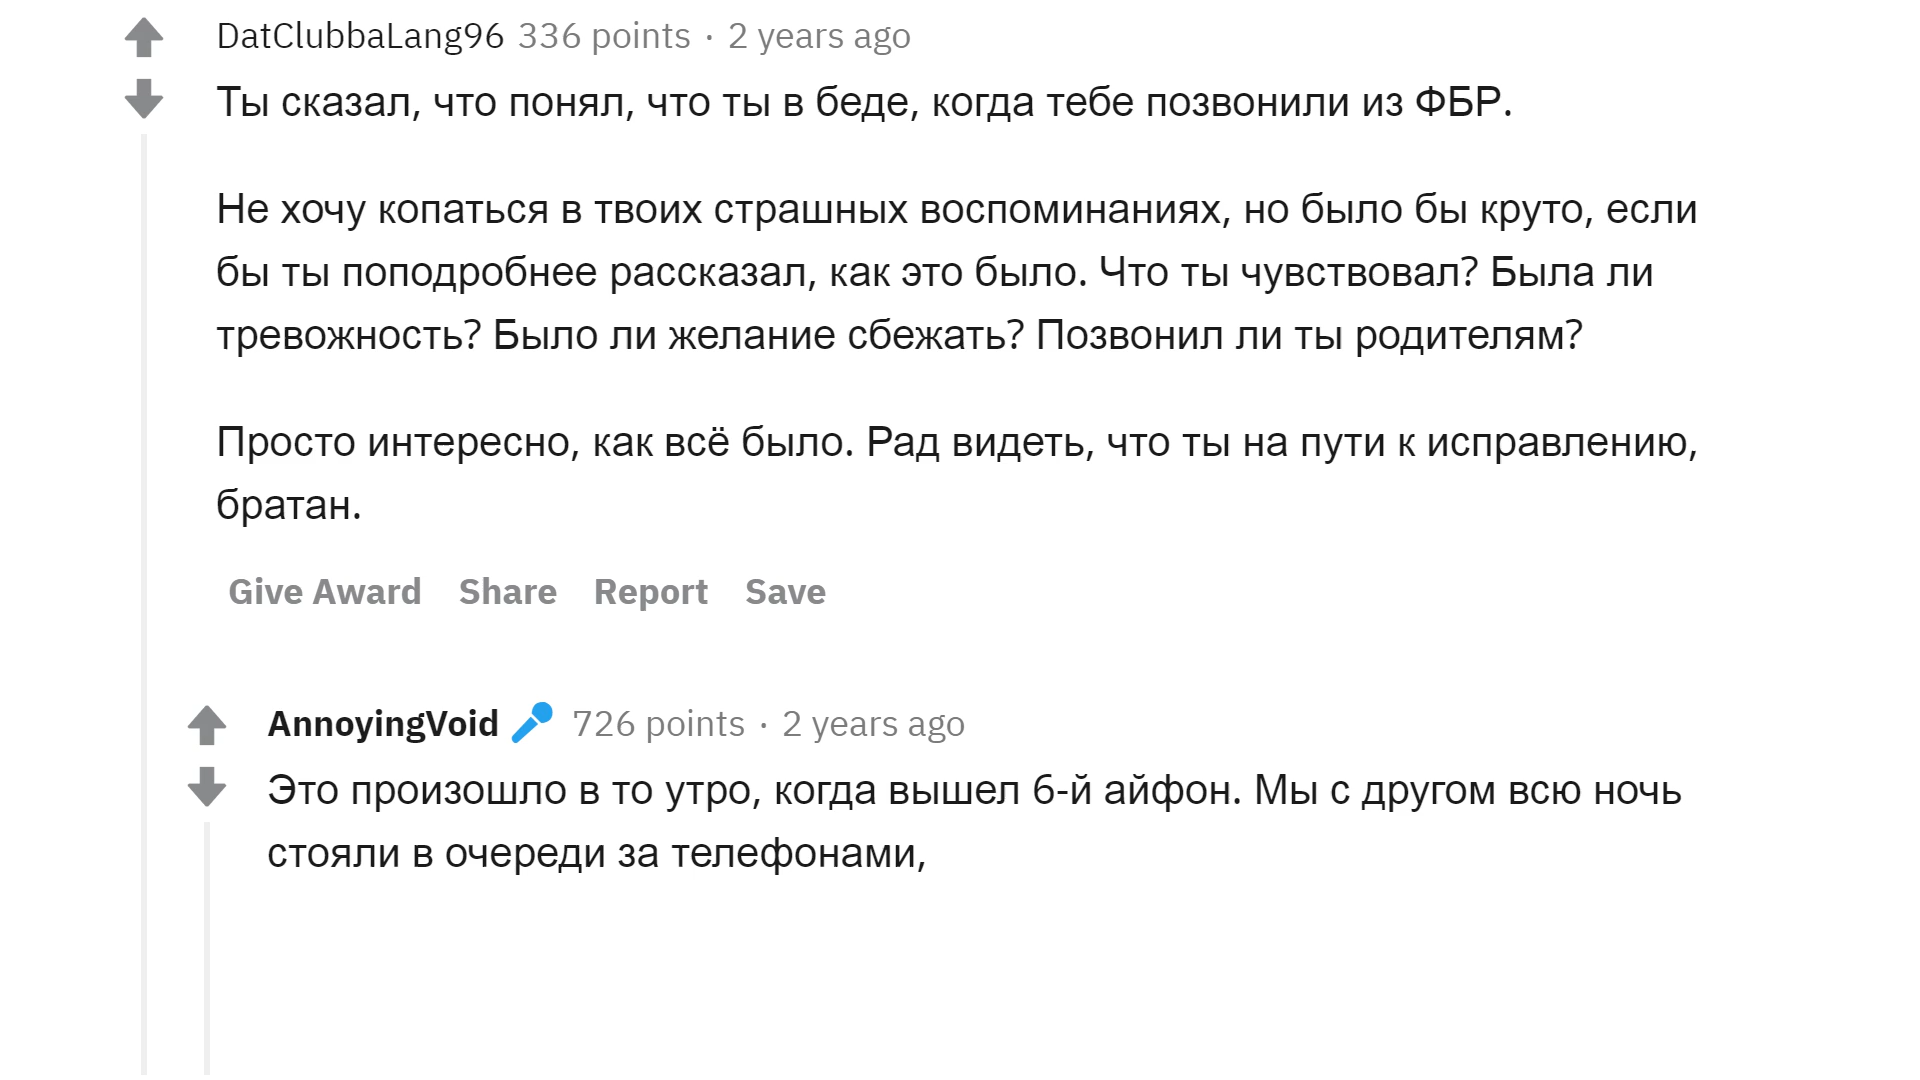 DatClubbaLang96 336 points · 2 years ago
Ты сказал, что понял, что ты в беде, когда тебе позвонили из ФБР.
Не хочу копаться в твоих страшных воспоминаниях, но было бы круто, если
бы ты поподробнее рассказал, как это было. Что ты чувствовал? Была ли
тревожность? Было ли желание сбежать? Позвонил ли ты родителям?
Просто интересно, как всё было. Рад видеть, что ты на пути к исправлению,
братан.
Give Award Share Report Save
AnnoyingVoid 726 points · 2 years ago
Это произошло в то утро, когда вышел 6-й айфон. Мы с другом всю ночь
стояли в очереди за телефонами,